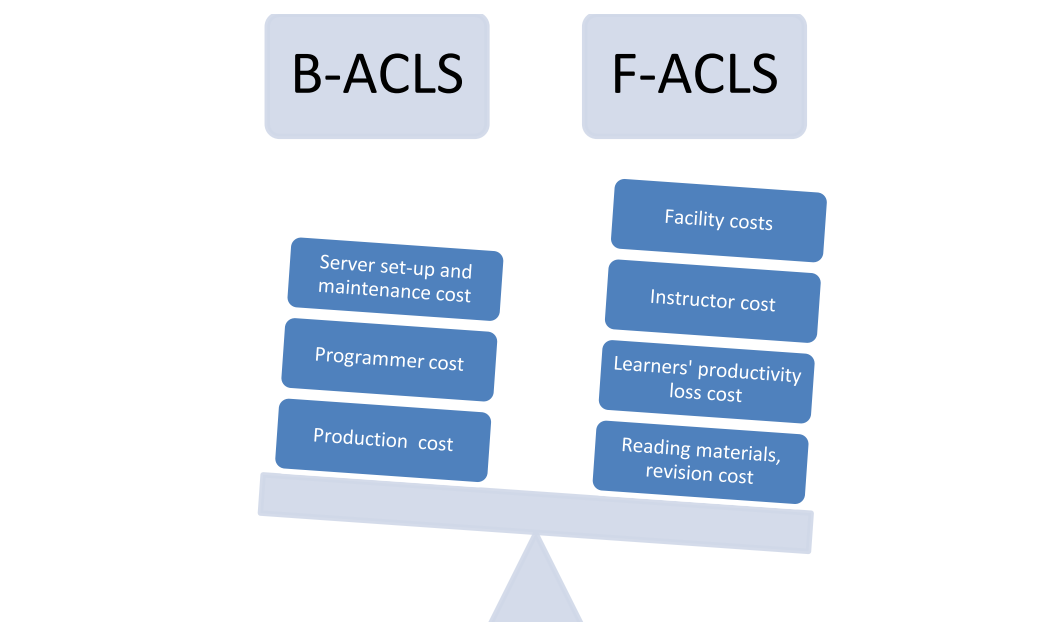 B-ACLS
F-ACLS
Server set-up and
maintenance cost
Programmer cost
Production  cost
Facility costs
Instructor cost
Learners' productivity
loss cost
Reading materials,
revision cost